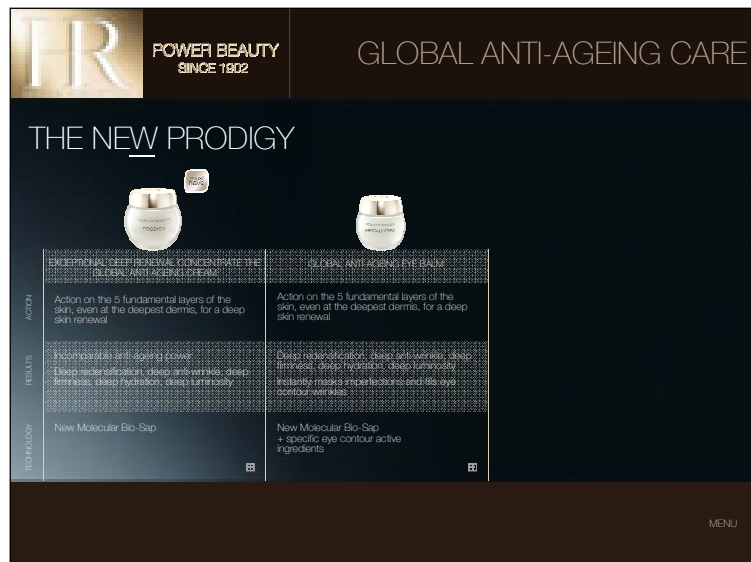 HR
POWER BEAUTY
SINCE 1902
GLOBAL ANTI-AGEING CARE
THE NEW PRODIGY
must
have
PRODIGY
EXCEPTIONAL DEEP RENEWAL CONCENTRATE THE
GLOBAL ANTI AGEING CREAM
GLOBAL ANTI-AGEING EYE BALM
ACTION
Action on the 5 fundamental layers of the
skin, even at the deepest dermis, for a deep
skin renewal
Action on the 5 fundamental layers of the
skin, even at the deepest dermis, for a deep
skin renewal
RESULTS
Incomparable anti-ageing power
Deep redensification, deep anti-wrinkle, deep
firmness, deep hydration, deep luminosity
Deep redensification, deep anti-wrinkle, deep
firmness, deep hydration, deep luminosity
Instantly masks imperfections and fills eye
contour wrinkles
TECHNOLOGY
New Molecular Bio-Sap
New Molecular Bio-Sap
+ specific eye contour active
ingredients
MENU